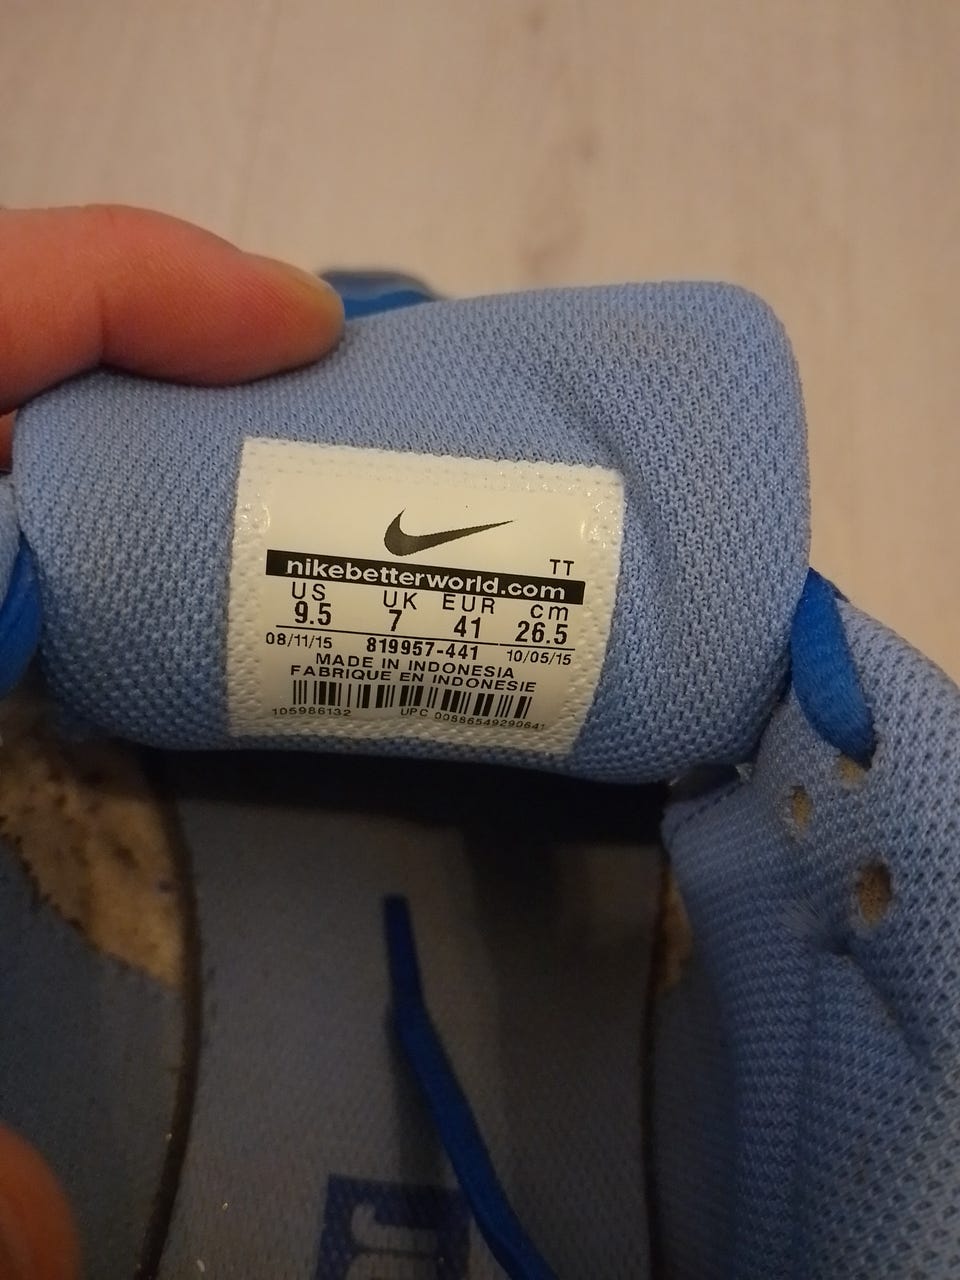 TT
nikebetterworld.com
US UK EUR cm
9.5 7 41 26.5
08/11/15 819957-441 10/05/15
MADE IN INDONESIA
FABRIQUE EN INDONESIE
105986132 UPC 00886549290641